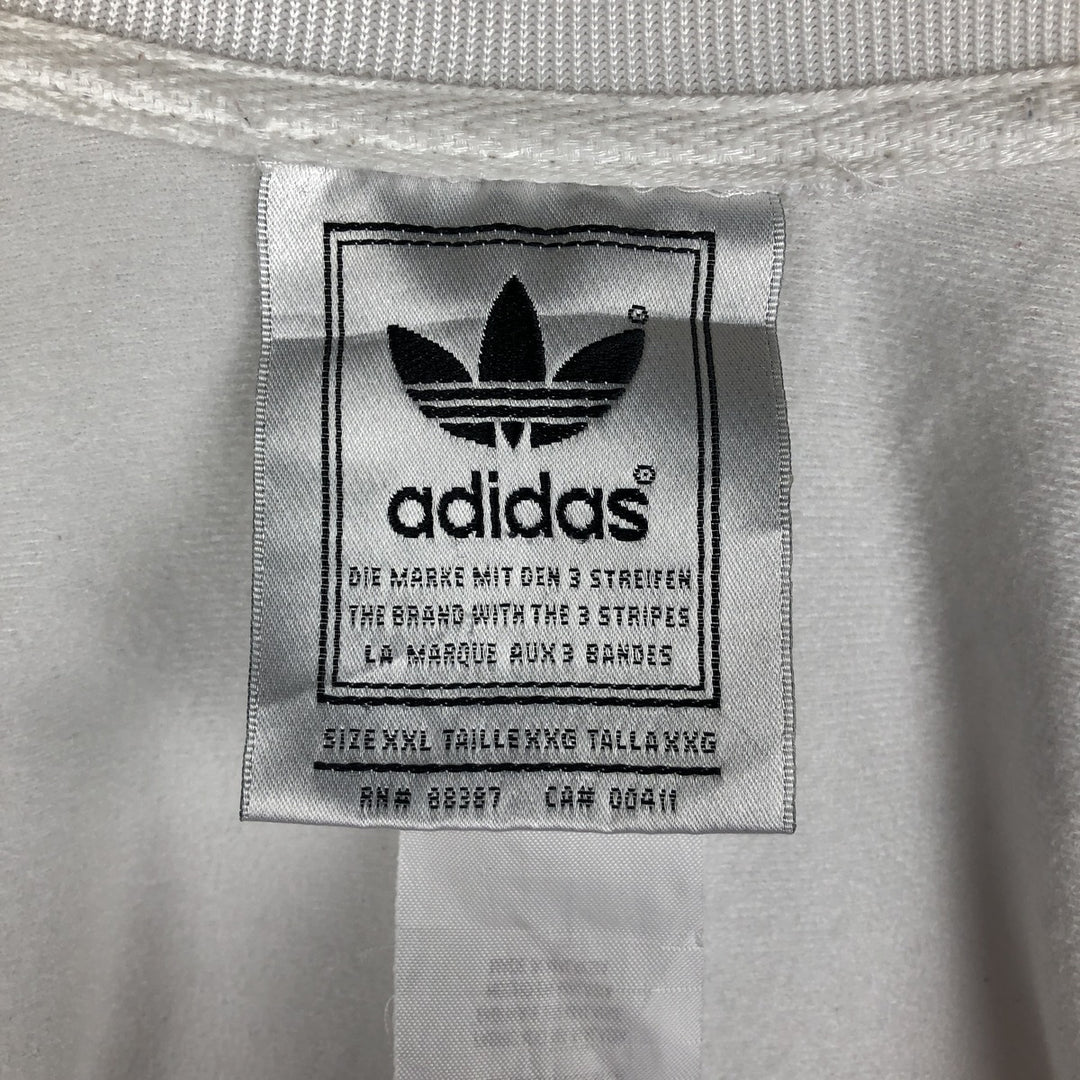 adidas®
DIE MARKE MIT DEN 3 STREIFEN
THE BRAND WITH THE 3 STRIPES
LA MARQUE AUX 3 BANDES
SIZE XXL TAILLE XXG TALLA XXG
RN# 88387 CA# 00411